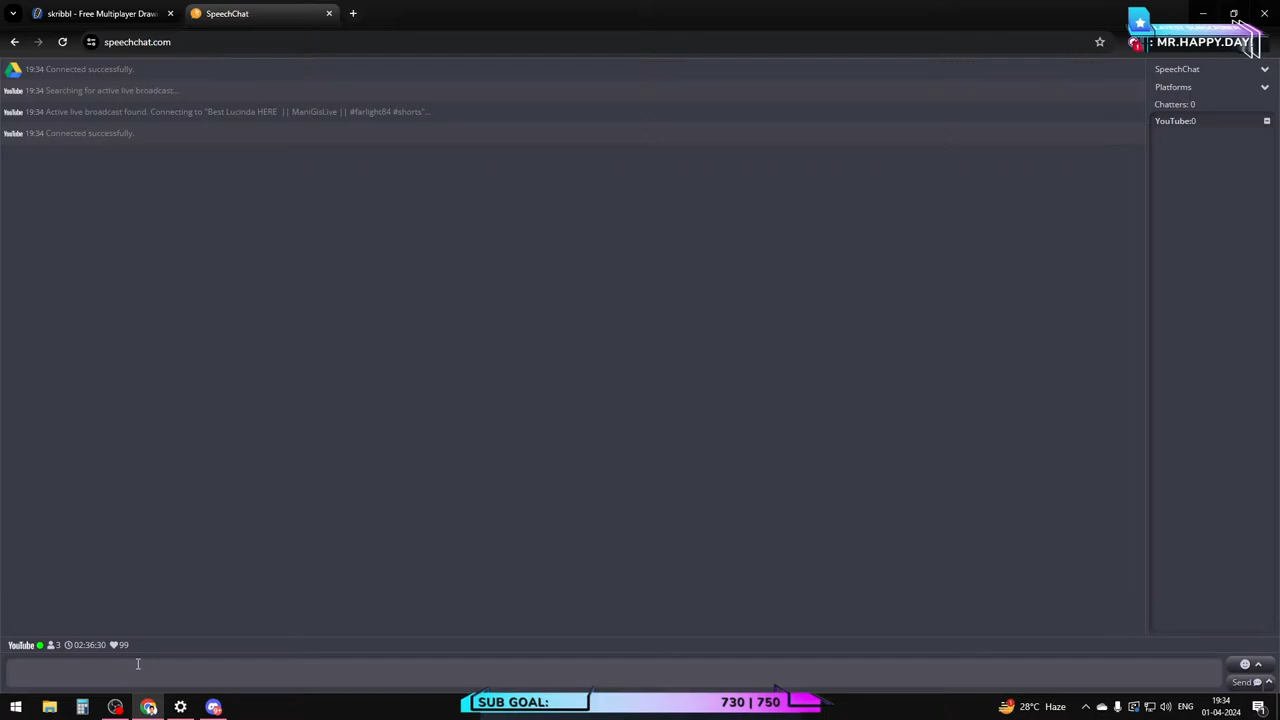 skribbl - Free Multiplayer Draw
SpeechChat
speechchat.com
: MR.HAPPY.DAY
19:34 Connected successfully.
YouTube 19:34 Searching for active live broadcast...
YouTube 19:34 Active live broadcast found. Connecting to "Best Lucinda HERE || ManiGisLive || #farlight84 #shorts"...
YouTube 19:34 Connected successfully.
SpeechChat
Platforms
Chatters: 0
YouTube:0
YouTube 3 02:36:30 99
Send
SUB GOAL: 730 | 750
28°C Haze
ENG
19:34
01-04-2024